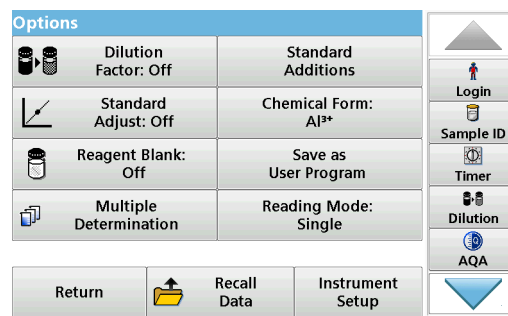 Options
Dilution
Factor: Off
Standard
Additions
Standard
Adjust: Off
Chemical Form:
Al³⁺
Reagent Blank:
Off
Save as
User Program
Multiple
Determination
Reading Mode:
Single
Return
Recall
Data
Instrument
Setup
Login
Sample ID
Timer
Dilution
AQA